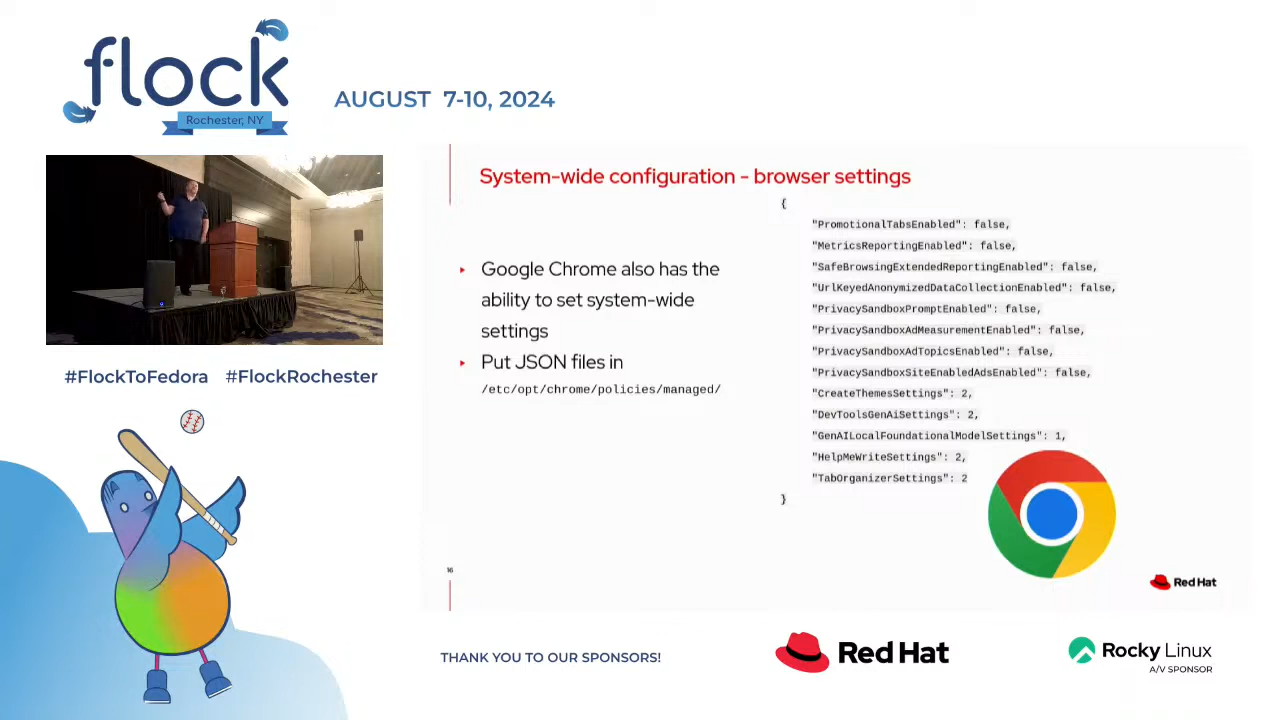 flock
Rochester, NY
AUGUST 7-10, 2024
#FlockToFedora #FlockRochester
System-wide configuration - browser settings
Google Chrome also has the
ability to set system-wide
settings
Put JSON files in
/etc/opt/chrome/policies/managed/
{
"PromotionalTabsEnabled": false,
"MetricsReportingEnabled": false,
"SafeBrowsingExtendedReportingEnabled": false,
"UrlKeyedAnonymizedDataCollectionEnabled": false,
"PrivacySandboxPromptEnabled": false,
"PrivacySandboxAdMeasurementEnabled": false,
"PrivacySandboxAdTopicsEnabled": false,
"PrivacySandboxSiteEnabledAdsEnabled": false,
"CreateThemesSettings": 2,
"DevToolsGenAiSettings": 2,
"GenAILocalFoundationalModelSettings": 1,
"HelpMeWriteSettings": 2,
"TabOrganizerSettings": 2
}
16
Red Hat
THANK YOU TO OUR SPONSORS!
Red Hat
Rocky Linux
A/V SPONSOR